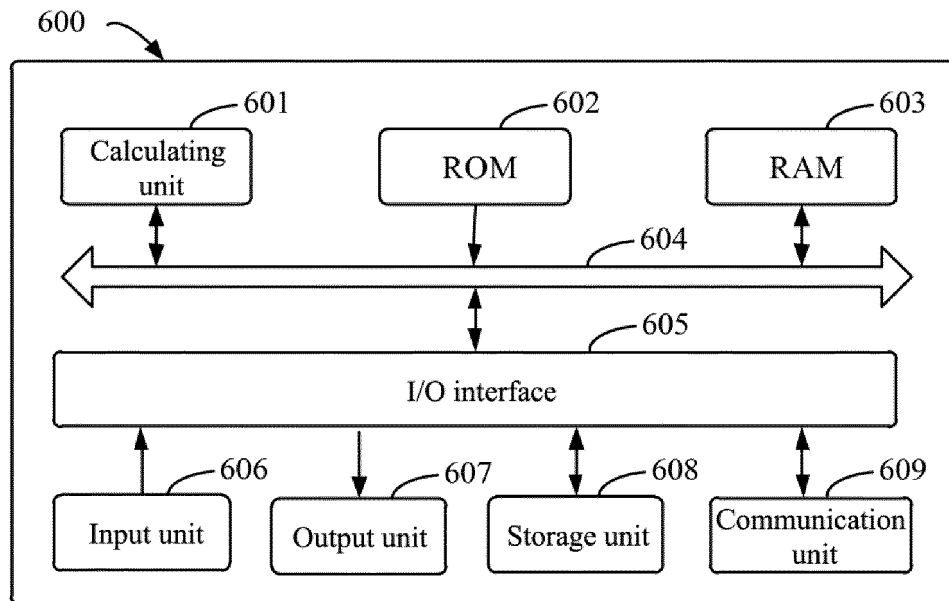 600
601
602
603
Calculating
unit
ROM
RAM
604
605
I/O interface
606
607
608
609
Input unit
Output unit
Storage unit
Communication
unit